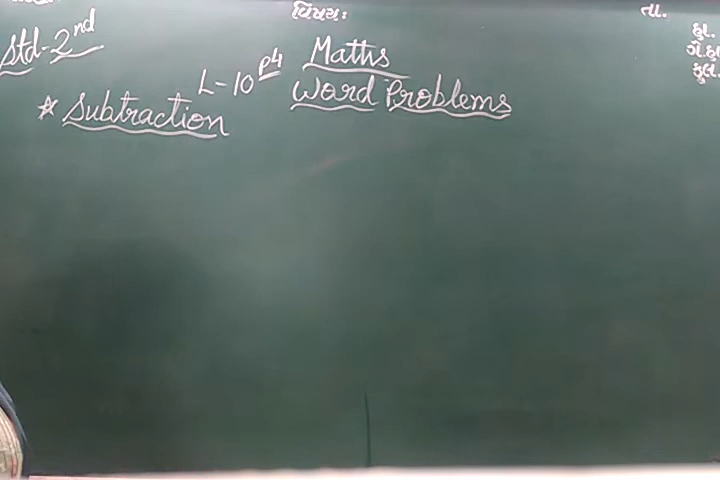 વિષય: તા.
હા.
ગે.હા.
કુલ.
Std-2nd Maths
L-10 P4 Word Problems
* Subtraction